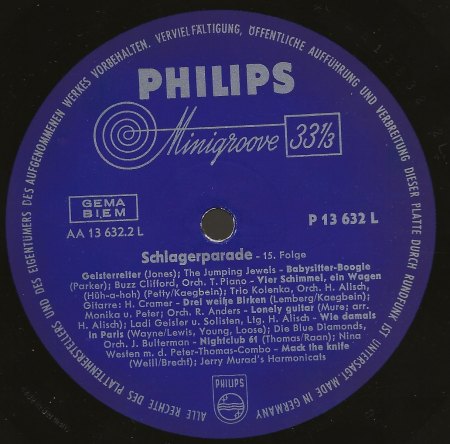 ALLE RECHTE DES PLATTENHERSTELLERS UND DES EIGENTÜMERS DES AUFGENOMMENEN WERKES VORBEHALTEN. VERVIELFÄLTIGUNG, ÖFFENTLICHE AUFFÜHRUNG UND VERBREITUNG DIESER PLATTE DURCH RUNDFUNK IST UNTERSAGT MADE IN GERMANY
PHILIPS
Minigroove 33⅓
GEMA
BIEM
AA 13 632.2 L
P 13 632 L
Schlagerparade - 15. Folge
Geisterreiter (Jones); The Jumping Jewels - Babysitter-Boogie
(Parker); Buzz Clifford, Orch. T. Piano - Vier Schimmel, ein Wagen
(Hüh-a-hoh) (Petty/Kaegbein); Trio Kolenka, Orch. H. Alisch,
Gitarre: H. Cramer - Drei weiße Birken (Lemberg/Kaegbein);
Monika u. Peter; Orch. R. Anders - Lonely guitar (Mure; arr.
H. Alisch); Ladi Geisler u. Solisten, Ltg. H. Alisch - Wie damals
in Paris (Wayne/Lewis, Young, Loose); Die Blue Diamonds,
Orch. J. Bulterman - Nightclub 61 (Thomas/Raan); Nina
Westen m. d. Peter-Thomas-Combo - Mack the knife
(Weill/Brecht); Jerry Murad's Harmonicats
PHILIPS